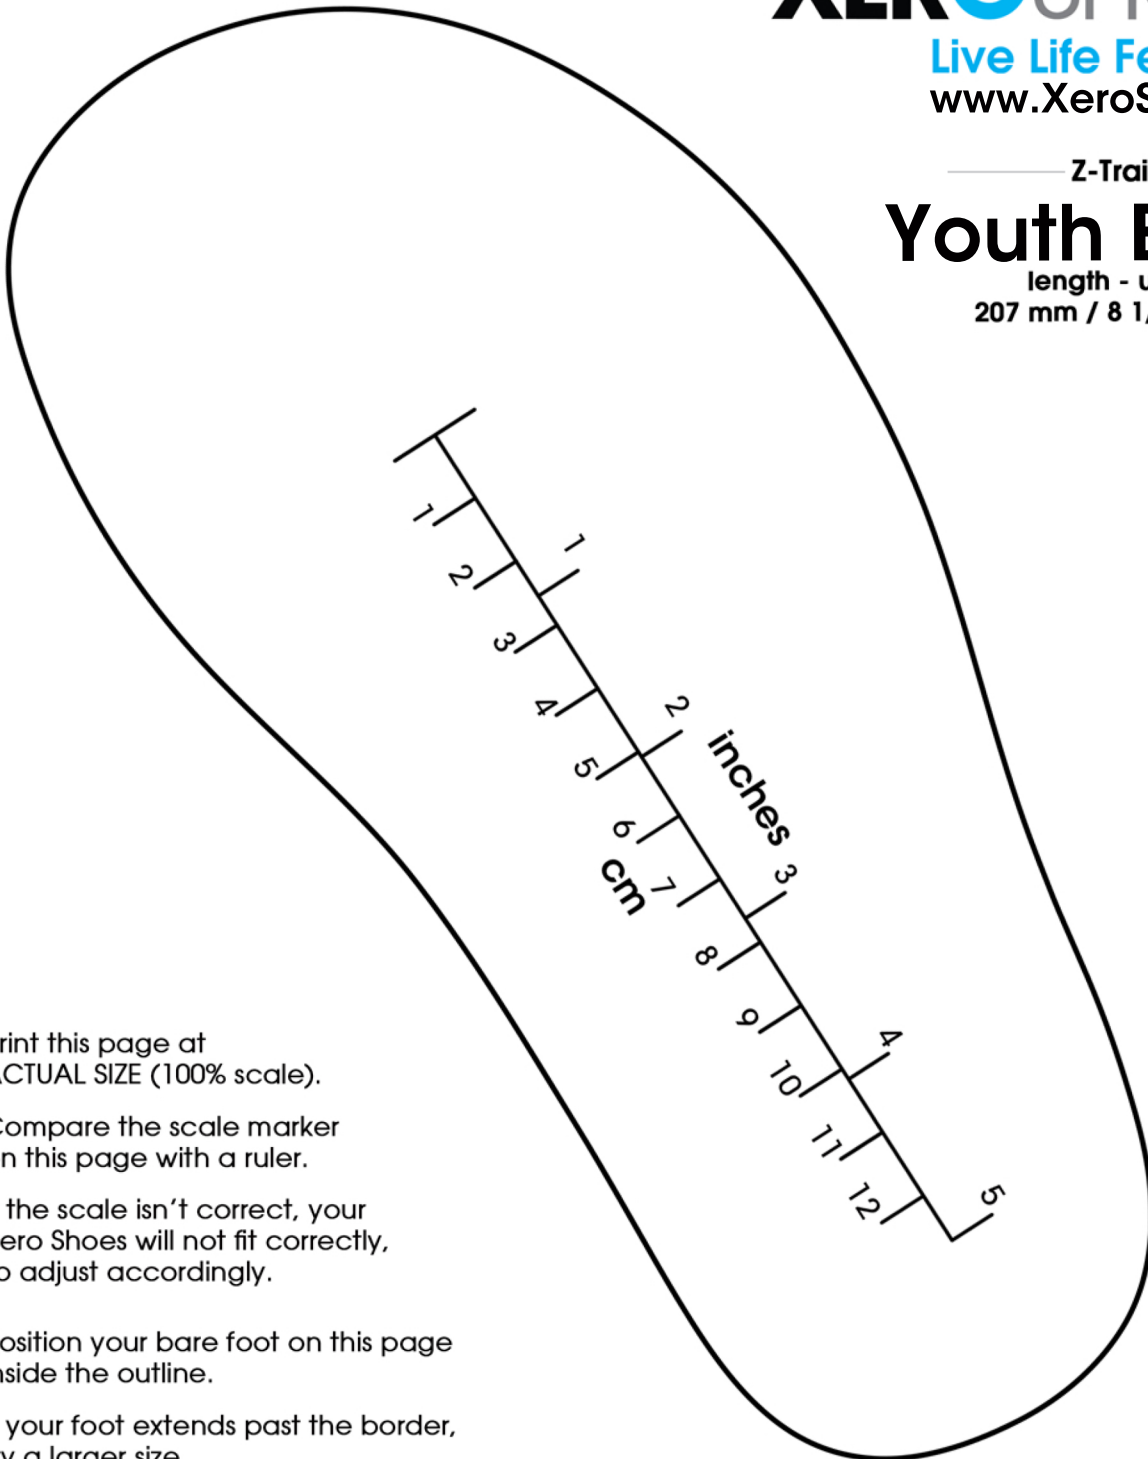 Live Life Fe
www.XeroS
Z-Trai
Youth
length - u
207 mm / 8 1/
1
2
3
4
5
6
7
8
9
10
11
12
cm
1
2
3
4
5
inches
rint this page at
ACTUAL SIZE (100% scale).
Compare the scale marker
n this page with a ruler.
the scale isn't correct, your
ero Shoes will not fit correctly,
o adjust accordingly.
osition your bare foot on this page
nside the outline.
your foot extends past the border,
y a larger size